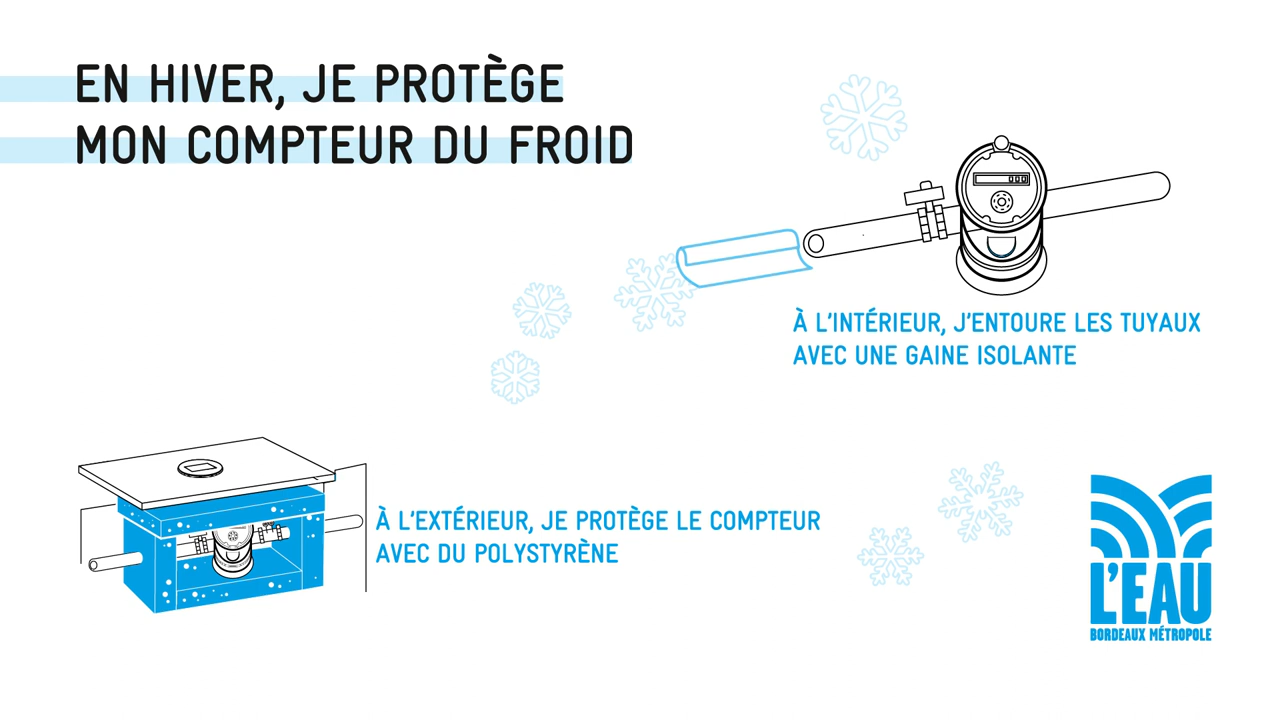 EN HIVER, JE PROTÈGE
MON COMPTEUR DU FROID
À L'INTÉRIEUR, J'ENTOURE LES TUYAUX
AVEC UNE GAINE ISOLANTE
À L'EXTÉRIEUR, JE PROTÈGE LE COMPTEUR
AVEC DU POLYSTYRÈNE
L'EAU
BORDEAUX MÉTROPOLE